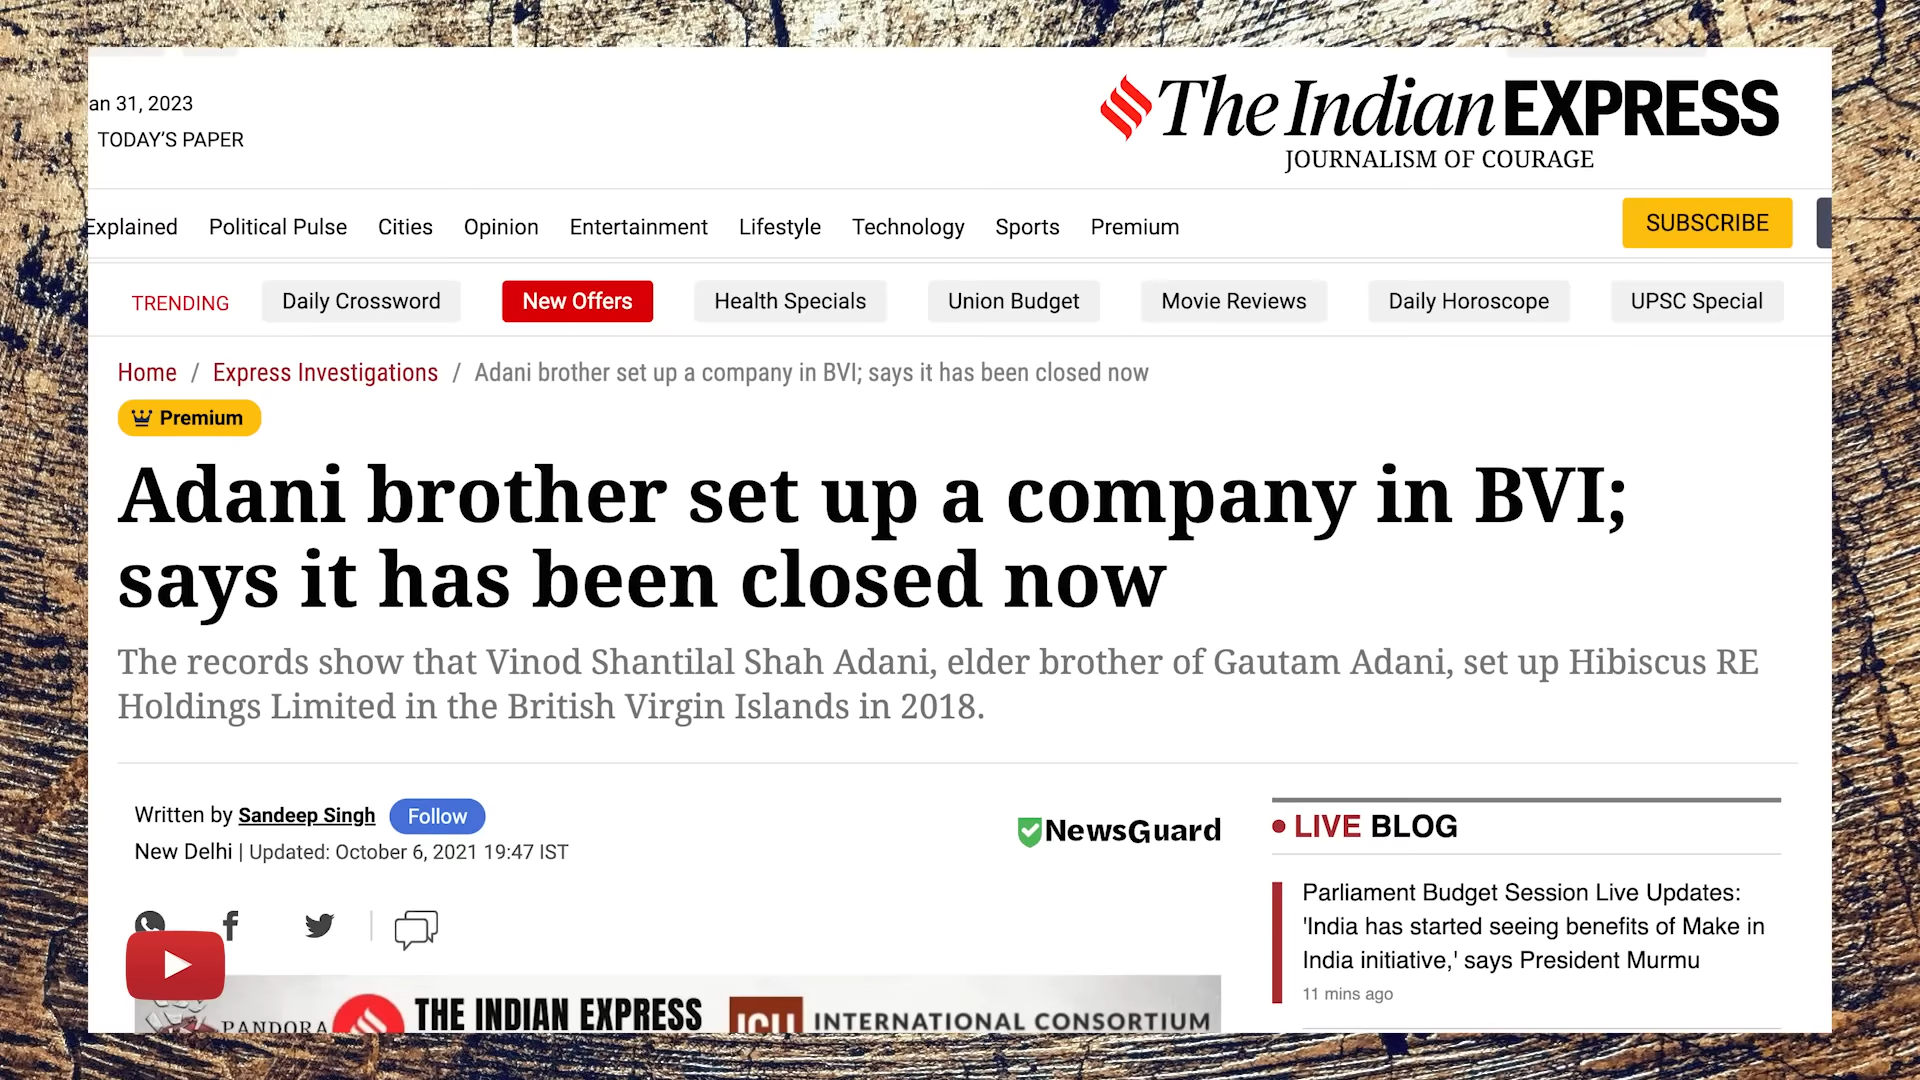 an 31, 2023
TODAY'S PAPER
The Indian EXPRESS
JOURNALISM OF COURAGE
Explained Political Pulse Cities Opinion Entertainment Lifestyle Technology Sports Premium SUBSCRIBE
TRENDING Daily Crossword New Offers Health Specials Union Budget Movie Reviews Daily Horoscope UPSC Special
Home / Express Investigations / Adani brother set up a company in BVI; says it has been closed now
Premium
Adani brother set up a company in BVI;
says it has been closed now
The records show that Vinod Shantilal Shah Adani, elder brother of Gautam Adani, set up Hibiscus RE
Holdings Limited in the British Virgin Islands in 2018.
Written by Sandeep Singh Follow
New Delhi | Updated: October 6, 2021 19:47 IST
NewsGuard
LIVE BLOG
Parliament Budget Session Live Updates:
'India has started seeing benefits of Make in
India initiative,' says President Murmu
11 mins ago
PANDORA THE INDIAN EXPRESS INTERNATIONAL CONSORTIUM